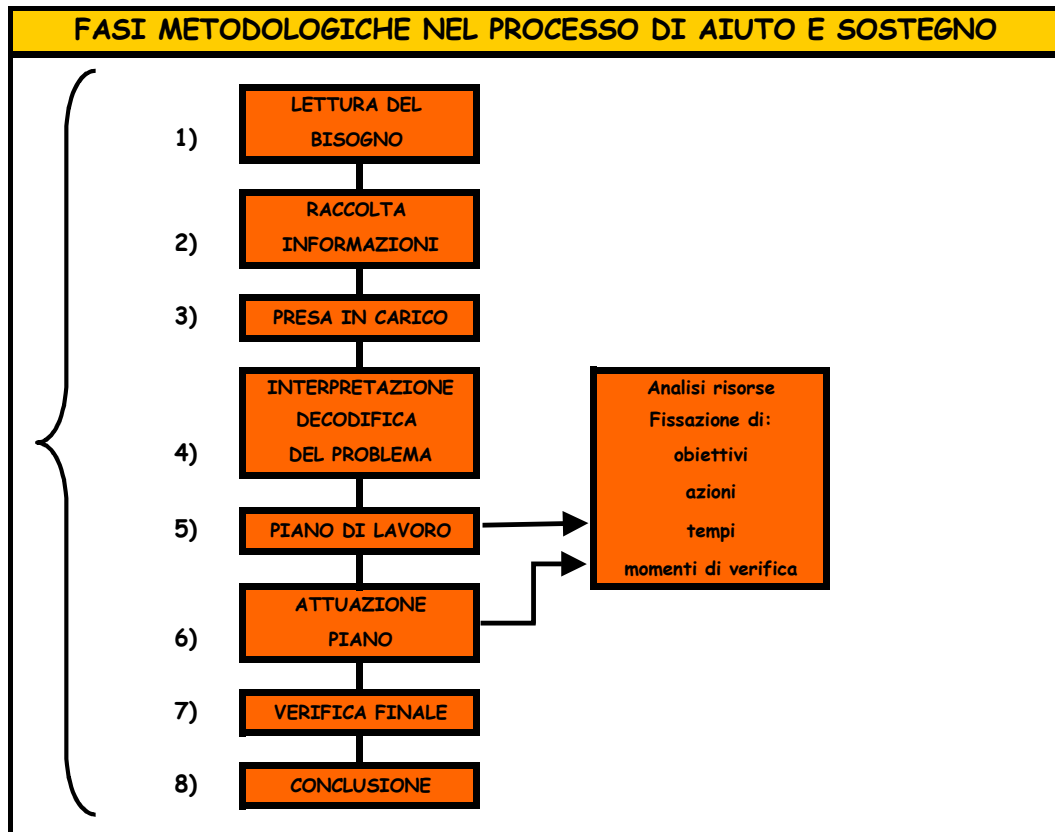 FASI METODOLOGICHE NEL PROCESSO DI AIUTO E SOSTEGNO
1)
LETTURA DEL
BISOGNO
2)
RACCOLTA
INFORMAZIONI
3)
PRESA IN CARICO
4)
INTERPRETAZIONE
DECODIFICA
DEL PROBLEMA
5)
PIANO DI LAVORO
Analisi risorse
Fissazione di:
obiettivi
azioni
tempi
momenti di verifica
6)
ATTUAZIONE
PIANO
7)
VERIFICA FINALE
8)
CONCLUSIONE